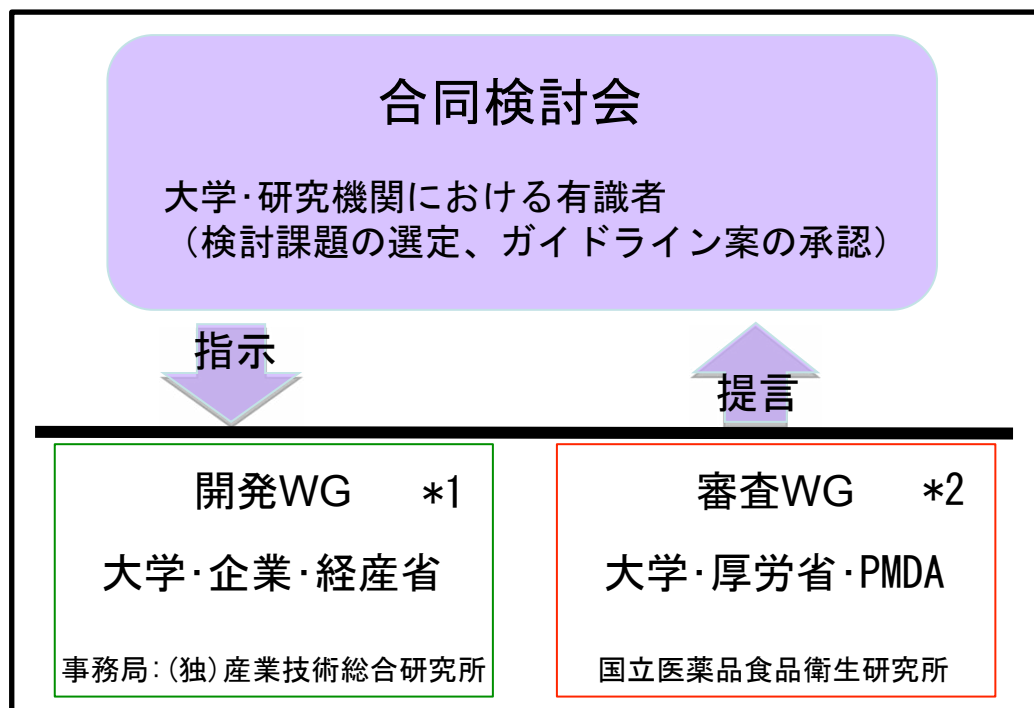 合同検討会
大学･研究機関における有識者
（検討課題の選定、ガイドライン案の承認）
指示
提言
開発WG *1
大学･企業･経産省
事務局：(独)産業技術総合研究所
審査WG *2
大学･厚労省･PMDA
国立医薬品食品衛生研究所